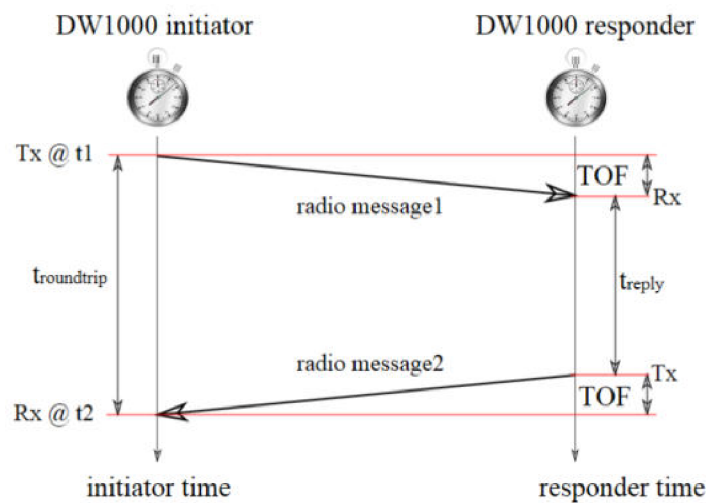 DW1000 initiator
DW1000 responder
Tx @ t1
TOF
Rx
radio message1
troundtrip
treply
radio message2
Tx
TOF
Rx @ t2
initiator time
responder time